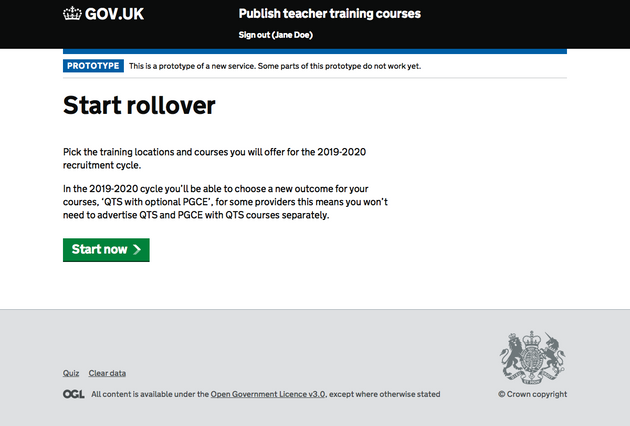 GOV.UK
Publish teacher training courses
Sign out (Jane Doe)
PROTOTYPE
This is a prototype of a new service. Some parts of this prototype do not work yet.
Start rollover
Pick the training locations and courses you will offer for the 2019-2020
recruitment cycle.
In the 2019-2020 cycle you'll be able to choose a new outcome for your
courses, 'QTS with optional PGCE', for some providers this means you won't
need to advertise QTS and PGCE with QTS courses separately.
Start now
Quiz Clear data
OGL All content is available under the Open Government Licence v3.0, except where otherwise stated
© Crown copyright